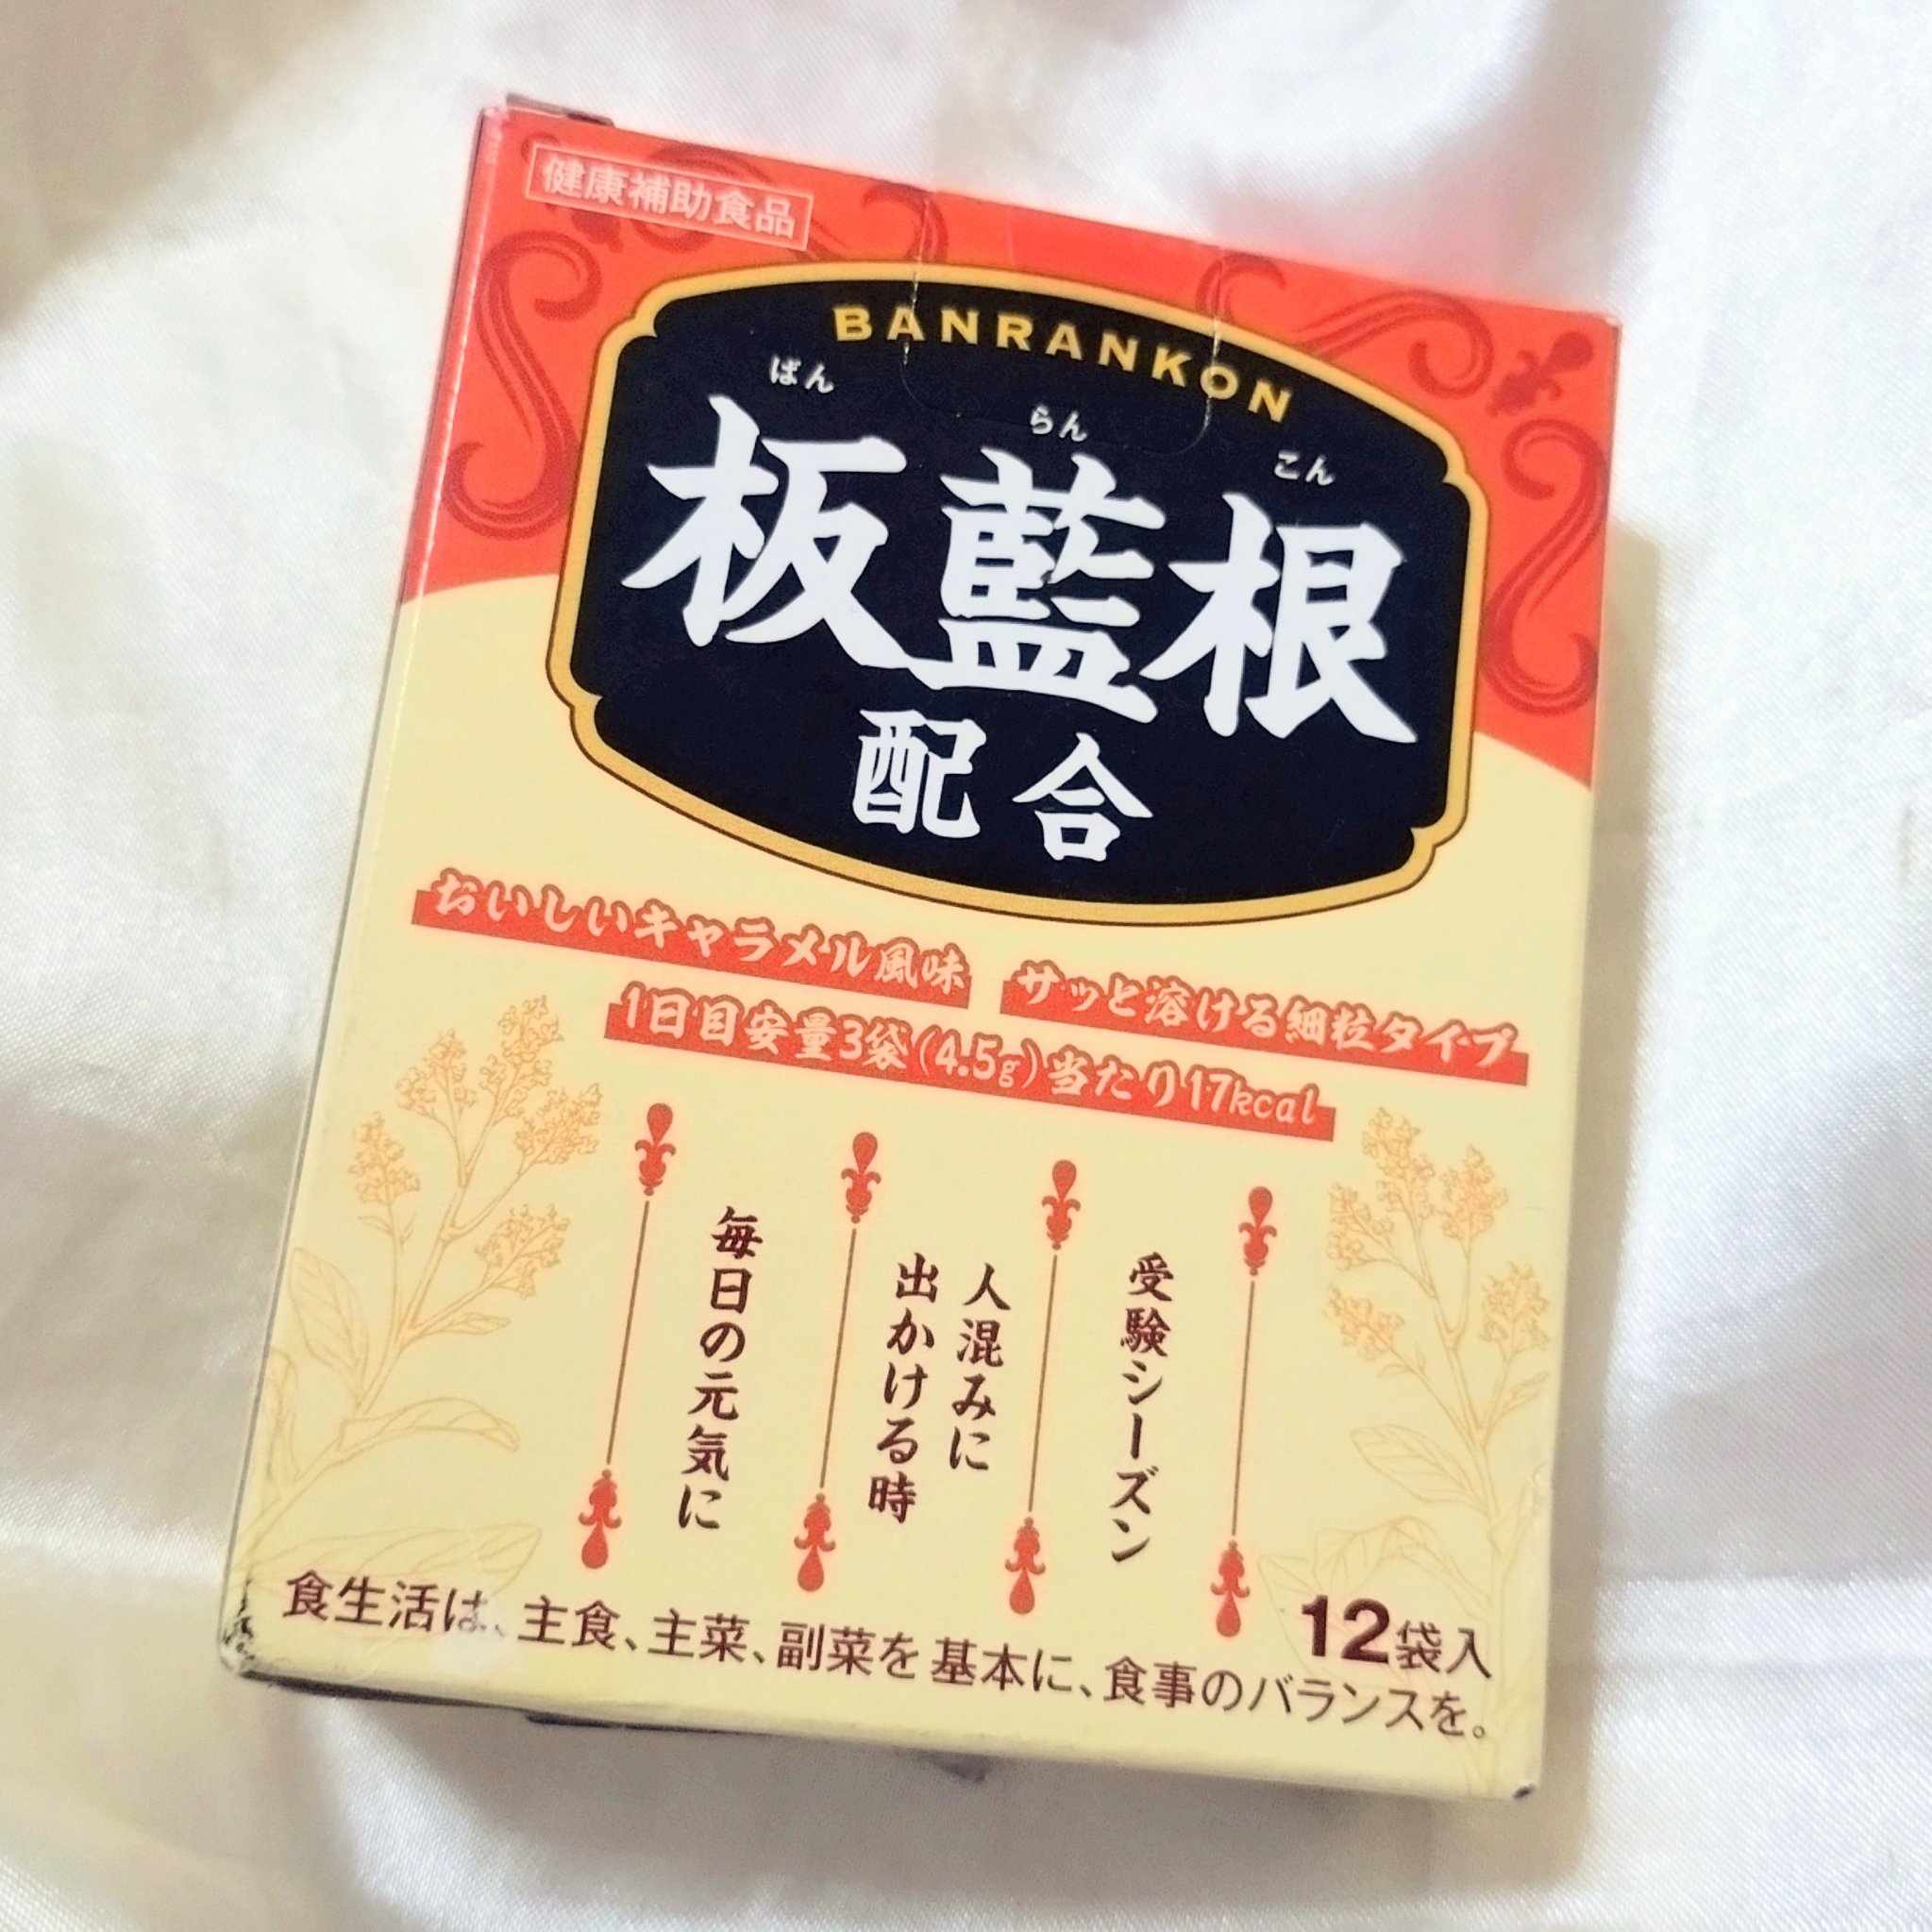 健康補助食品
BANRANKON
ばん らん こん
板藍根
配合
おいしいキャラメル風味 サッと溶ける細粒タイプ
1日目安量3袋(4.5g)当たり17kcal
受験シーズン
人混みに
出かける時
毎日の元気に
12袋入
食生活は、主食、主菜、副菜を基本に、食事のバランスを。